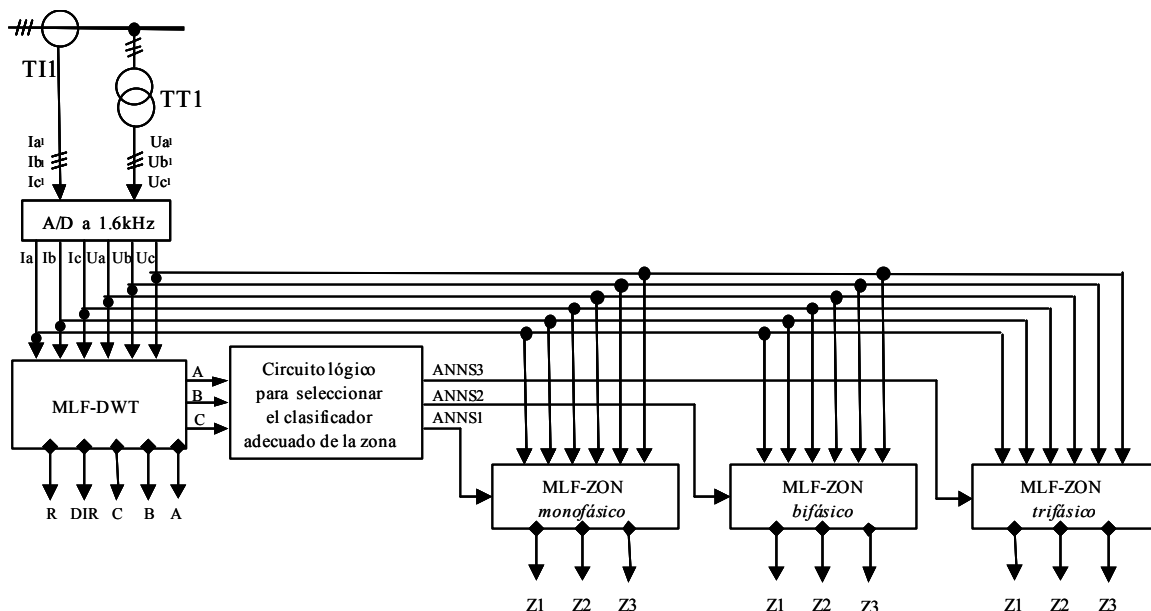 TI1
TT1
Ia¹ Ua¹
Ib¹ Ub¹
Ic¹ Uc¹
A/D a 1.6kHz
Ia Ib Ic Ua Ub Uc
MLF-DWT
A
B
C
Circuito lógico
para seleccionar
el clasificador
adecuado de la zona
ANNS3
ANNS2
ANNS1
R DIR C B A
MLF-ZON
monofásico
MLF-ZON
bifásico
MLF-ZON
trifásico
Z1 Z2 Z3
Z1 Z2 Z3
Z1 Z2 Z3